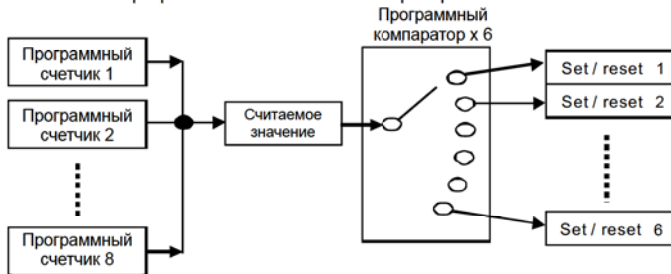 Программный
компаратор x 6
Программный
счетчик 1
Программный
счетчик 2
Программный
счетчик 8
Считаемое
значение
Set / reset 1
Set / reset 2
Set / reset 6